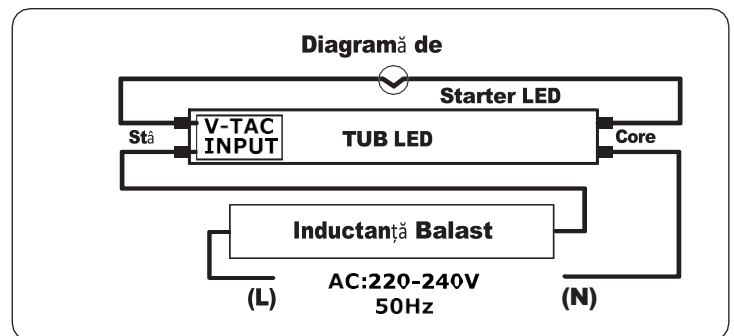 Diagramă de
Starter LED
Stâ
V-TAC
INPUT
TUB LED
Core
Inductanță Balast
(L)
AC:220-240V
50Hz
(N)